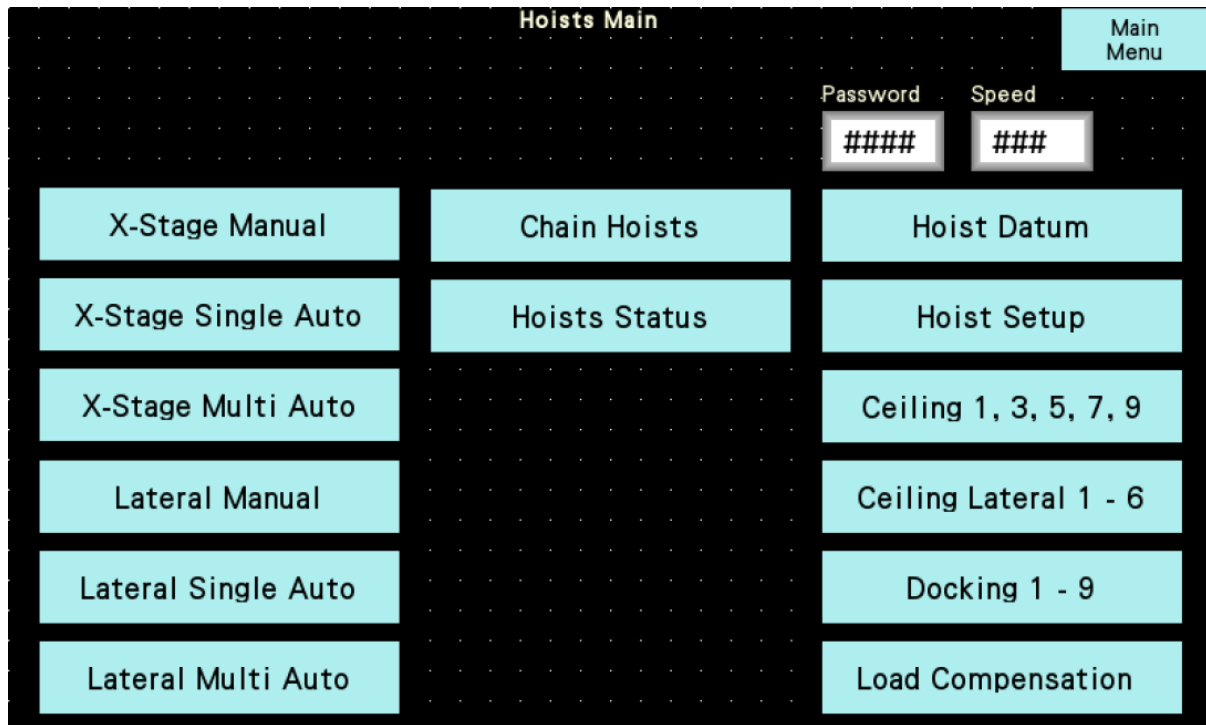 Hoists Main
Main
Menu
Password
Speed
####
###
X-Stage Manual
Chain Hoists
Hoist Datum
X-Stage Single Auto
Hoists Status
Hoist Setup
X-Stage Multi Auto
Ceiling 1, 3, 5, 7, 9
Lateral Manual
Ceiling Lateral 1 - 6
Lateral Single Auto
Docking 1 - 9
Lateral Multi Auto
Load Compensation